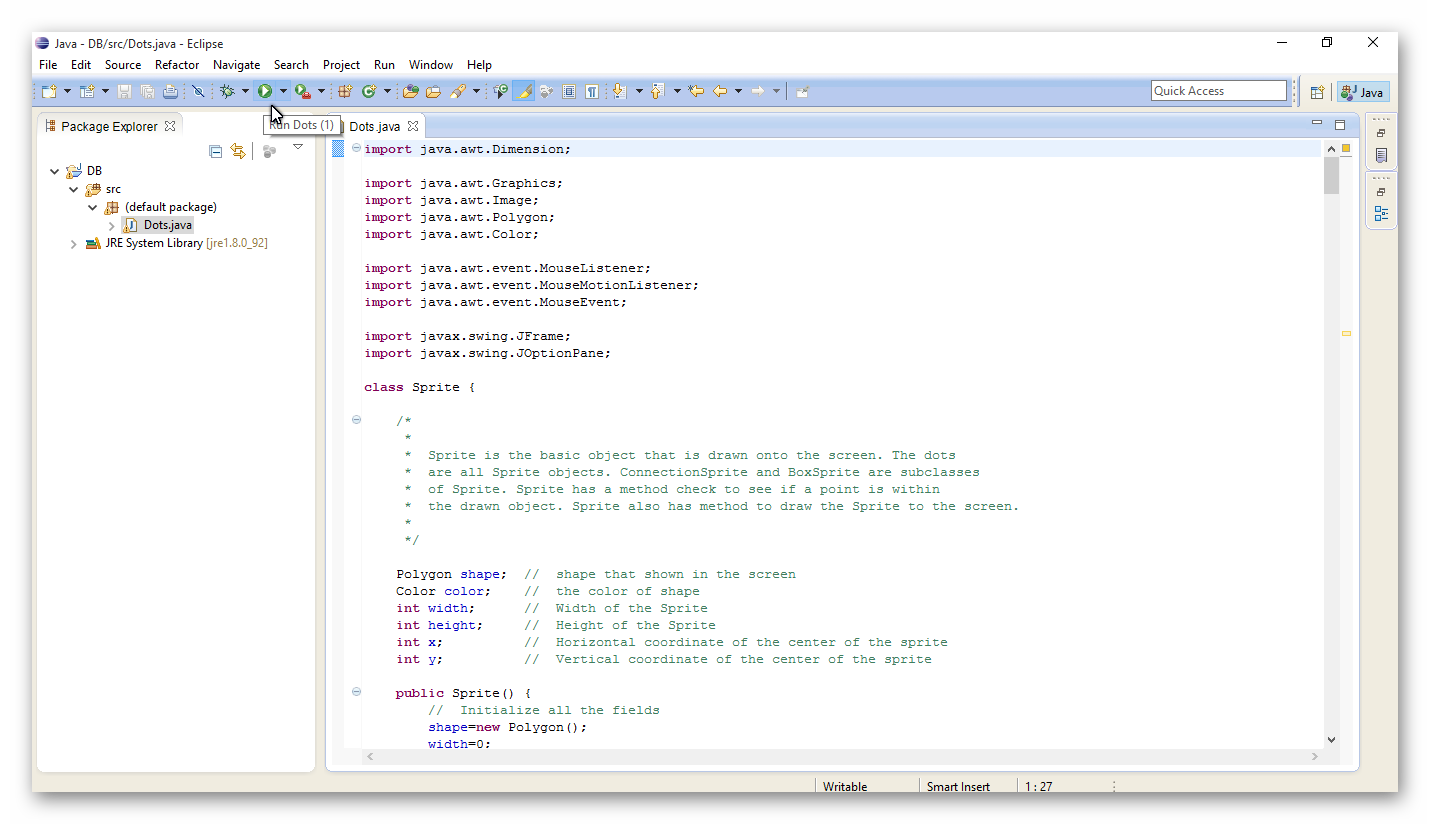 Java - DB/src/Dots.java - Eclipse
File Edit Source Refactor Navigate Search Project Run Window Help
Quick Access
Java
Package Explorer
Run Dots (1)
Dots.java
DB
src
(default package)
Dots.java
JRE System Library [jre1.8.0_92]
import java.awt.Dimension;
import java.awt.Graphics;
import java.awt.Image;
import java.awt.Polygon;
import java.awt.Color;
import java.awt.event.MouseListener;
import java.awt.event.MouseMotionListener;
import java.awt.event.MouseEvent;
import javax.swing.JFrame;
import javax.swing.JOptionPane;
class Sprite {
/*
*
* Sprite is the basic object that is drawn onto the screen. The dots
* are all Sprite objects. ConnectionSprite and BoxSprite are subclasses
* of Sprite. Sprite has a method check to see if a point is within
* the drawn object. Sprite also has method to draw the Sprite to the screen.
*
*/
Polygon shape; // shape that shown in the screen
Color color; // the color of shape
int width; // Width of the Sprite
int height; // Height of the Sprite
int x; // Horizontal coordinate of the center of the sprite
int y; // Vertical coordinate of the center of the sprite
public Sprite() {
// Initialize all the fields
shape=new Polygon();
width=0;
Writable Smart Insert 1 : 27